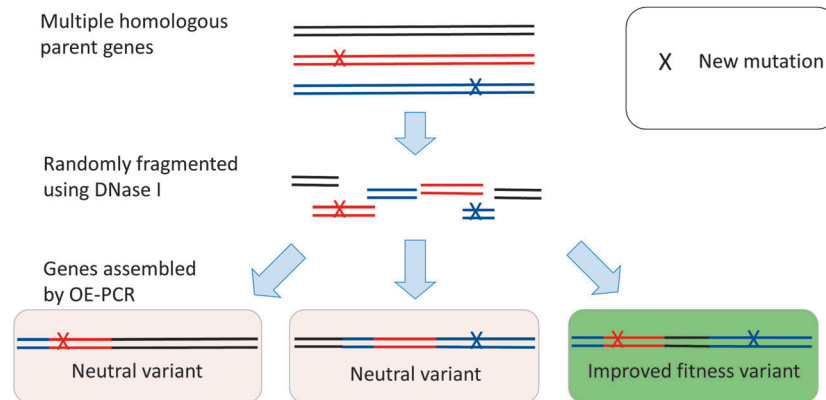 Multiple homologous
parent genes
X New mutation
Randomly fragmented
using DNase I
Genes assembled
by OE-PCR
Neutral variant
Neutral variant
Improved fitness variant